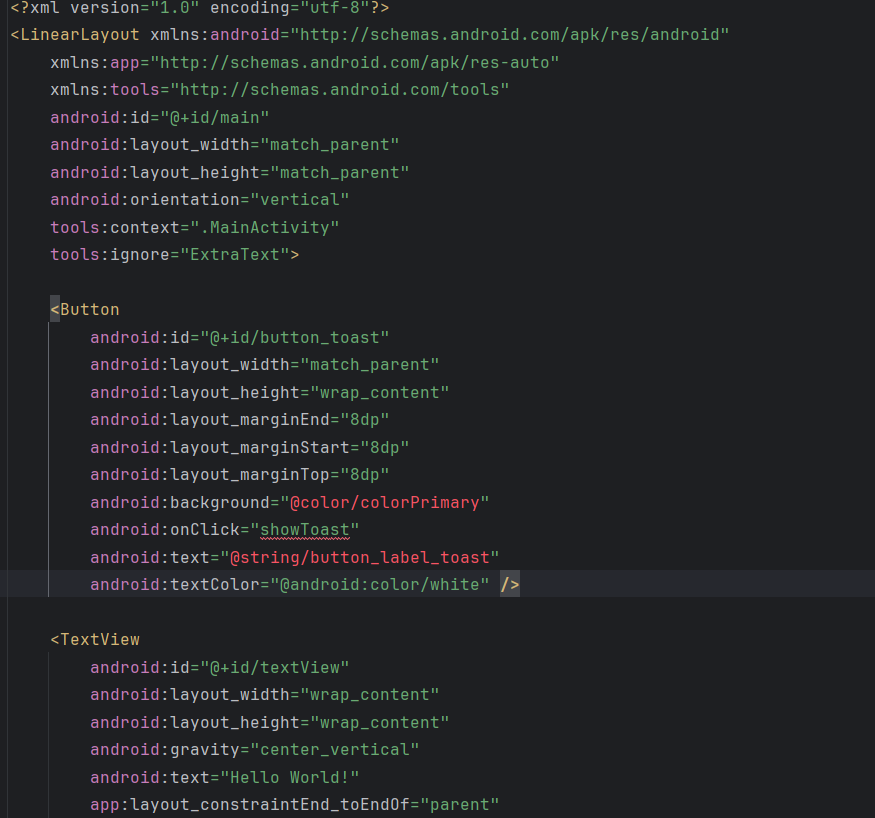 <?xml version="1.0" encoding="utf-8"?>
<LinearLayout xmlns:android="http://schemas.android.com/apk/res/android"
    xmlns:app="http://schemas.android.com/apk/res-auto"
    xmlns:tools="http://schemas.android.com/tools"
    android:id="@+id/main"
    android:layout_width="match_parent"
    android:layout_height="match_parent"
    android:orientation="vertical"
    tools:context=".MainActivity"
    tools:ignore="ExtraText">

    <Button
        android:id="@+id/button_toast"
        android:layout_width="match_parent"
        android:layout_height="wrap_content"
        android:layout_marginEnd="8dp"
        android:layout_marginStart="8dp"
        android:layout_marginTop="8dp"
        android:background="@color/colorPrimary"
        android:onClick="showToast"
        android:text="@string/button_label_toast"
        android:textColor="@android:color/white" />

    <TextView
        android:id="@+id/textView"
        android:layout_width="wrap_content"
        android:layout_height="wrap_content"
        android:gravity="center_vertical"
        android:text="Hello World!"
        app:layout_constraintEnd_toEndOf="parent"